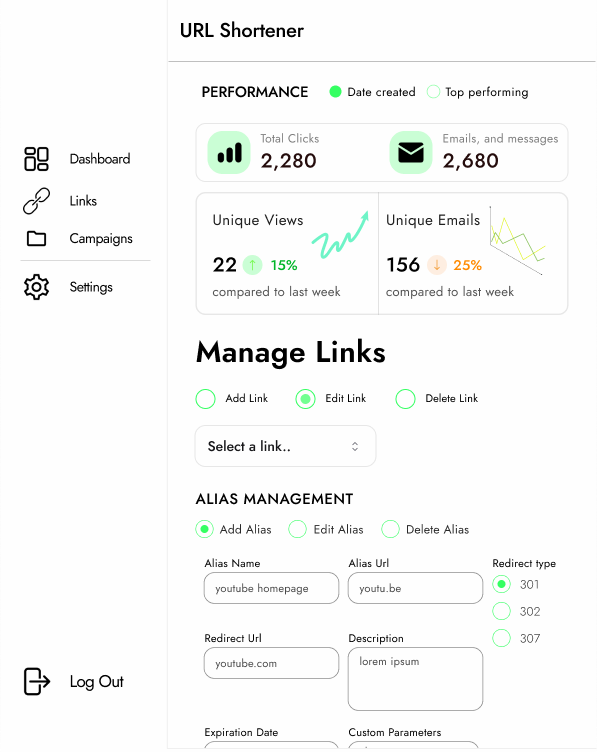 URL Shortener
PERFORMANCE
Date created
Top performing
Dashboard
Links
Campaigns
Settings
Log Out
Total Clicks
2,280
Emails, and messages
2,680
Unique Views
22 ↑ 15%
compared to last week
Unique Emails
156 ↓ 25%
compared to last week
Manage Links
Add Link
Edit Link
Delete Link
Select a link..
ALIAS MANAGEMENT
Add Alias
Edit Alias
Delete Alias
Alias Name
youtube homepage
Alias Url
youtu.be
Redirect type
301
302
307
Redirect Url
youtube.com
Description
lorem ipsum
Expiration Date
Custom Parameters